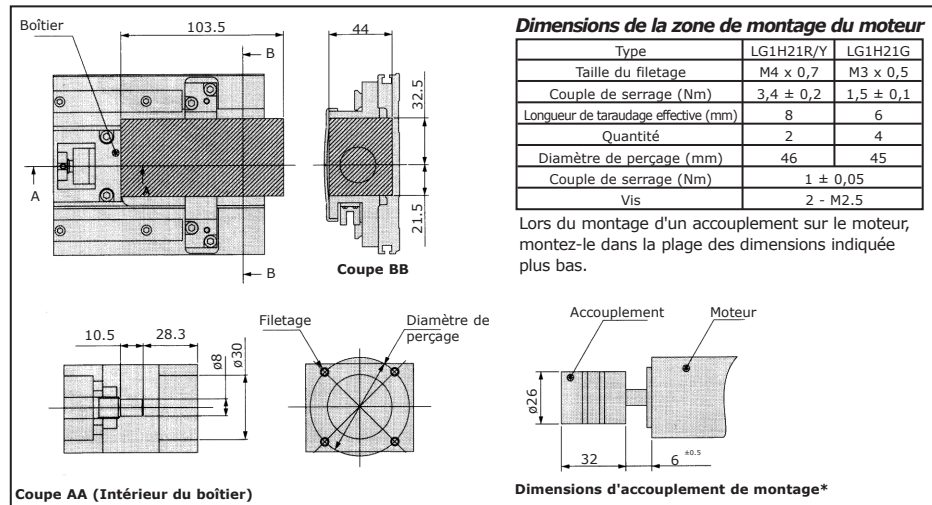 Boîtier
103.5
B
44
32.5
21.5
A
A
B
Coupe BB
Dimensions de la zone de montage du moteur
Type LG1H21R/Y LG1H21G
Taille du filetage M4 x 0,7 M3 x 0,5
Couple de serrage (Nm) 3,4 ± 0,2 1,5 ± 0,1
Longueur de taraudage effective (mm) 8 6
Quantité 2 4
Diamètre de perçage (mm) 46 45
Couple de serrage (Nm) 1 ± 0,05
Vis 2 - M2.5
Lors du montage d'un accouplement sur le moteur,
montez-le dans la plage des dimensions indiquée
plus bas.
10.5
28.3
ø8
ø30
Coupe AA (Intérieur du boîtier)
Filetage
Diamètre de
perçage
Accouplement
Moteur
ø26
32
6 ±0.5
Dimensions d'accouplement de montage*